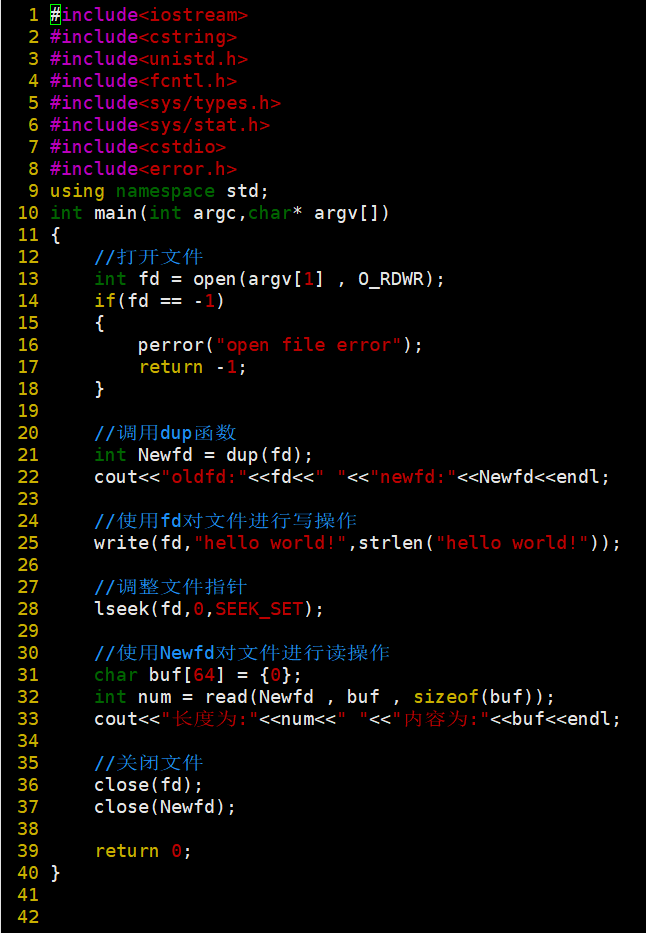 1 #include<iostream>
2 #include<cstring>
3 #include<unistd.h>
4 #include<fcntl.h>
5 #include<sys/types.h>
6 #include<sys/stat.h>
7 #include<cstdio>
8 #include<error.h>
9 using namespace std;
10 int main(int argc,char* argv[])
11 {
12     //打开文件
13     int fd = open(argv[1] , O_RDWR);
14     if(fd == -1)
15     {
16         perror("open file error");
17         return -1;
18     }
19
20     //调用dup函数
21     int Newfd = dup(fd);
22     cout<<"oldfd:"<<fd<<" "<<"newfd:"<<Newfd<<endl;
23
24     //使用fd对文件进行写操作
25     write(fd,"hello world!",strlen("hello world!"));
26
27     //调整文件指针
28     lseek(fd,0,SEEK_SET);
29
30     //使用Newfd对文件进行读操作
31     char buf[64] = {0};
32     int num = read(Newfd , buf , sizeof(buf));
33     cout<<"长度为:"<<num<<" "<<"内容为:"<<buf<<endl;
34
35     //关闭文件
36     close(fd);
37     close(Newfd);
38
39     return 0;
40 }
41
42